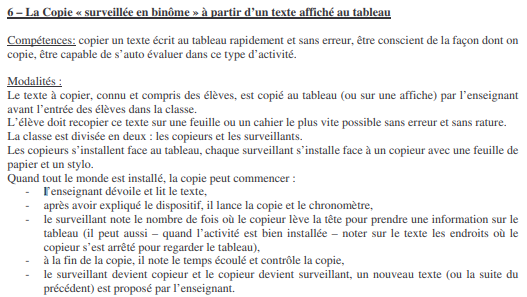 6 – La Copie « surveillée en binôme » à partir d’un texte affiché au tableau
Compétences: copier un texte écrit au tableau rapidement et sans erreur, être conscient de la façon dont on
copie, être capable de s’auto évaluer dans ce type d’activité.
Modalités :
Le texte à copier, connu et compris des élèves, est copié au tableau (ou sur une affiche) par l’enseignant
avant l’entrée des élèves dans la classe.
L’élève doit recopier ce texte sur une feuille ou un cahier le plus vite possible sans erreur et sans rature.
La classe est divisée en deux : les copieurs et les surveillants.
Les copieurs s’installent face au tableau, chaque surveillant s’installe face à un copieur avec une feuille de
papier et un stylo.
Quand tout le monde est installé, la copie peut commencer :
- l’enseignant dévoile et lit le texte,
- après avoir expliqué le dispositif, il lance la copie et le chronomètre,
- le surveillant note le nombre de fois où le copieur lève la tête pour prendre une information sur le
tableau (il peut aussi – quand l’activité est bien installée – noter sur le texte les endroits où le
copieur s’est arrêté pour regarder le tableau),
- à la fin de la copie, il note le temps écoulé et contrôle la copie,
- le surveillant devient copieur et le copieur devient surveillant, un nouveau texte (ou la suite du
précédent) est proposé par l’enseignant.